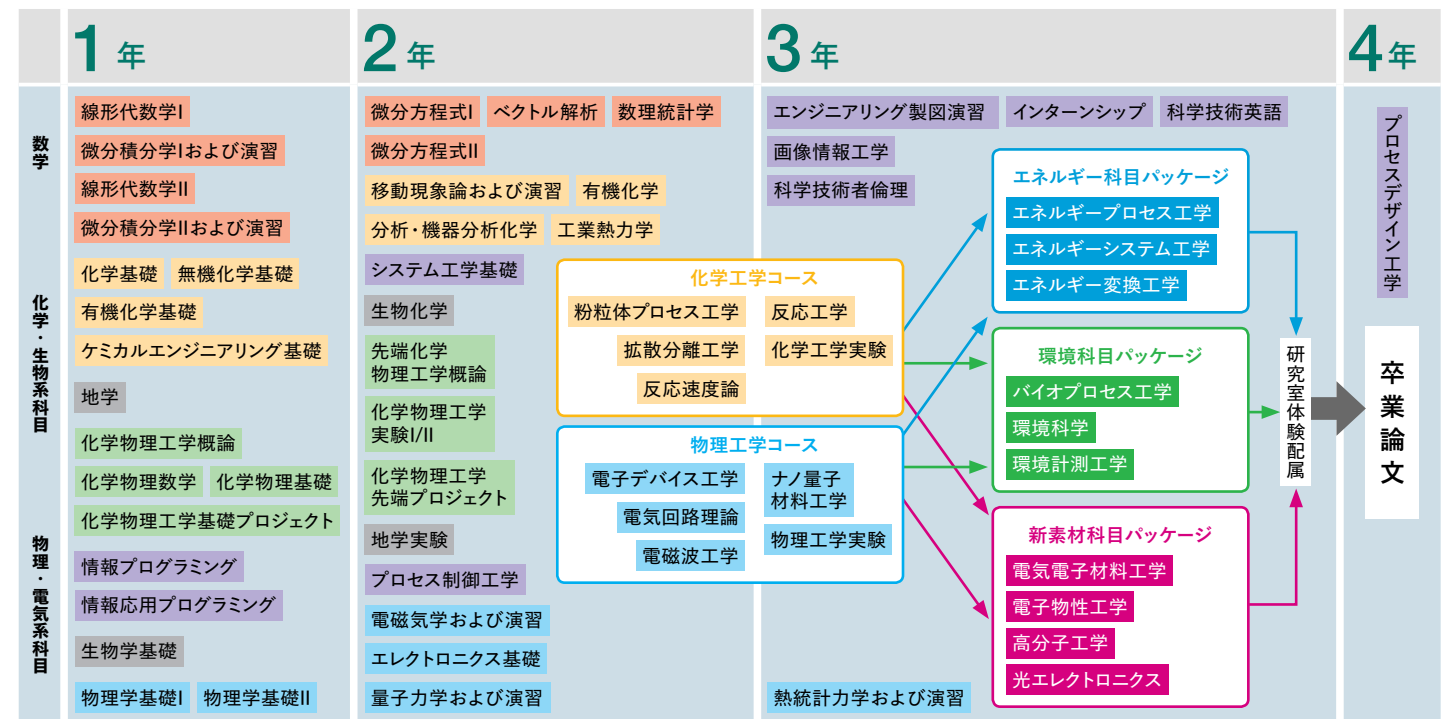 1年
2年
3年
4年
数学
化学・生物系科目
物理・電気系科目
線形代数学I
微分積分学Iおよび演習
線形代数学II
微分積分学IIおよび演習
化学基礎 無機化学基礎
有機化学基礎
ケミカルエンジニアリング基礎
地学
化学物理工学概論
化学物理数学 化学物理基礎
化学物理工学基礎プロジェクト
情報プログラミング
情報応用プログラミング
生物学基礎
物理学基礎I 物理学基礎II
微分方程式I ベクトル解析 数理統計学
微分方程式II
移動現象論および演習 有機化学
分析・機器分析化学 工業熱力学
システム工学基礎
生物化学
先端化学
物理工学概論
化学物理工学
実験I/II
化学物理工学
先端プロジェクト
地学実験
プロセス制御工学
電磁気学および演習
エレクトロニクス基礎
量子力学および演習
化学工学コース
粉粒体プロセス工学 反応工学
拡散分離工学 化学工学実験
反応速度論
物理工学コース
電子デバイス工学
電気回路理論
電磁波工学
ナノ量子
材料工学
物理工学実験
エンジニアリング製図演習 インターンシップ 科学技術英語
画像情報工学
科学技術者倫理
エネルギー科目パッケージ
エネルギープロセス工学
エネルギーシステム工学
エネルギー変換工学
環境科目パッケージ
バイオプロセス工学
環境科学
環境計測工学
新素材科目パッケージ
電気電子材料工学
電子物性工学
高分子工学
光エレクトロニクス
熱統計力学および演習
研究室体験配属
プロセスデザイン工学
卒業論文